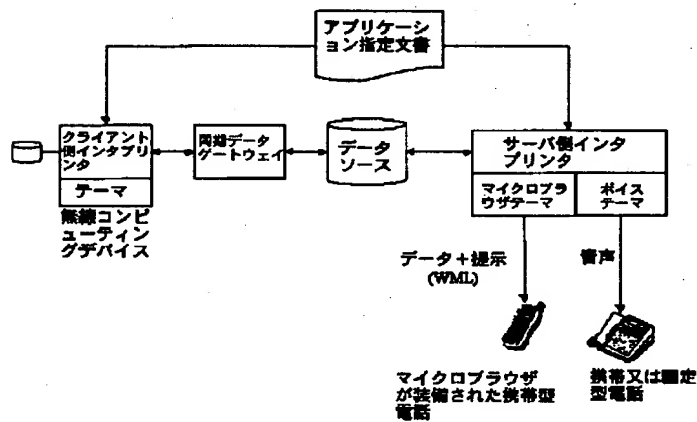 アプリケーシ
ョン指定文書
クライアント
側インタプリ
ンタ
テーマ
無線コンピ
ューティン
グデバイス
同期データ
ゲートウェイ
データ
ソース
サーバ側インタ
プリンタ
マイクロブラ
ウザテーマ
ボイス
テーマ
データ＋提示
(WML)
音声
マイクロブラウザ
が装備された携帯型
電話
携帯又は固定
型電話